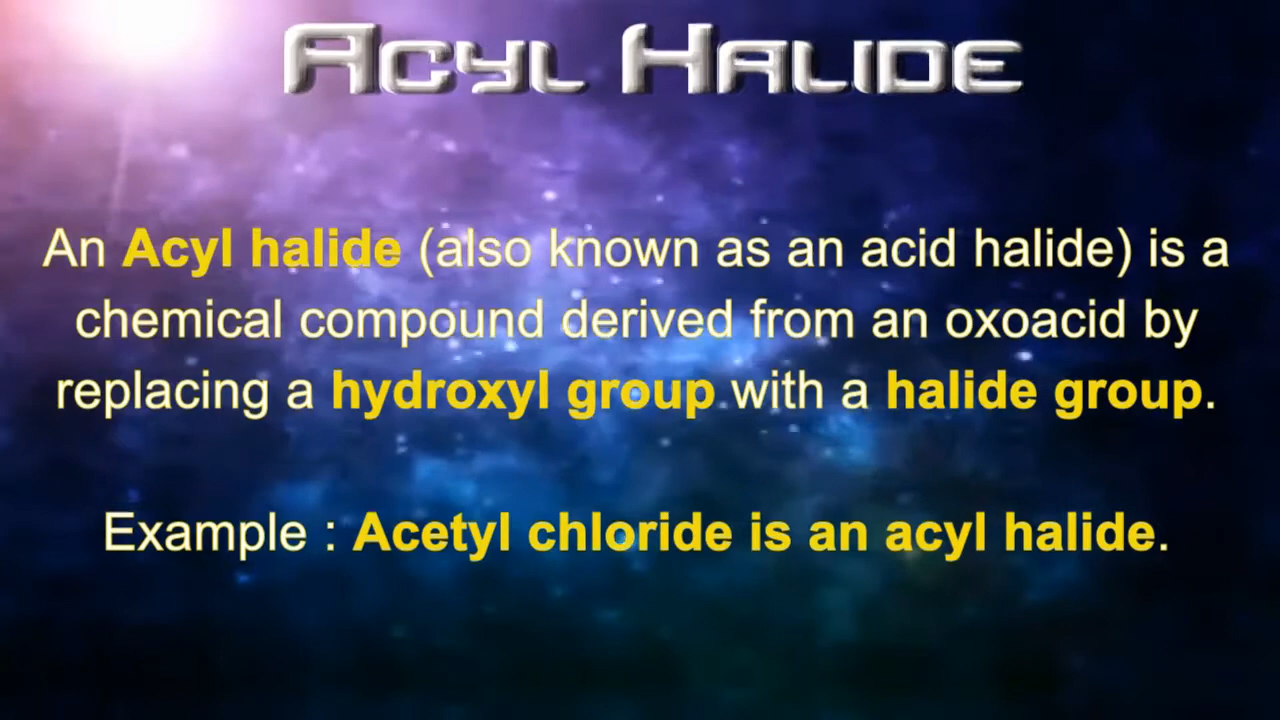 Acyl Halide
An Acyl halide (also known as an acid halide) is a
chemical compound derived from an oxoacid by
replacing a hydroxyl group with a halide group.
Example : Acetyl chloride is an acyl halide.